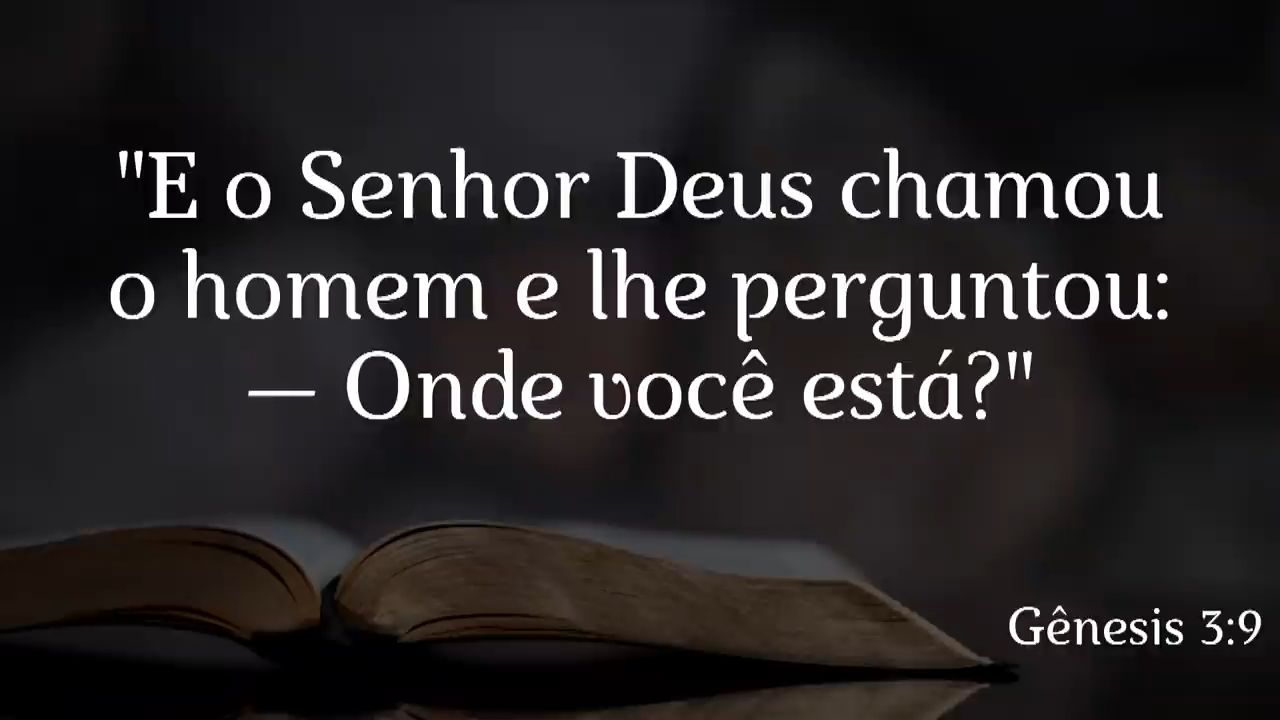 "E o Senhor Deus chamou
o homem e lhe perguntou:
— Onde você está?"
Gênesis 3:9